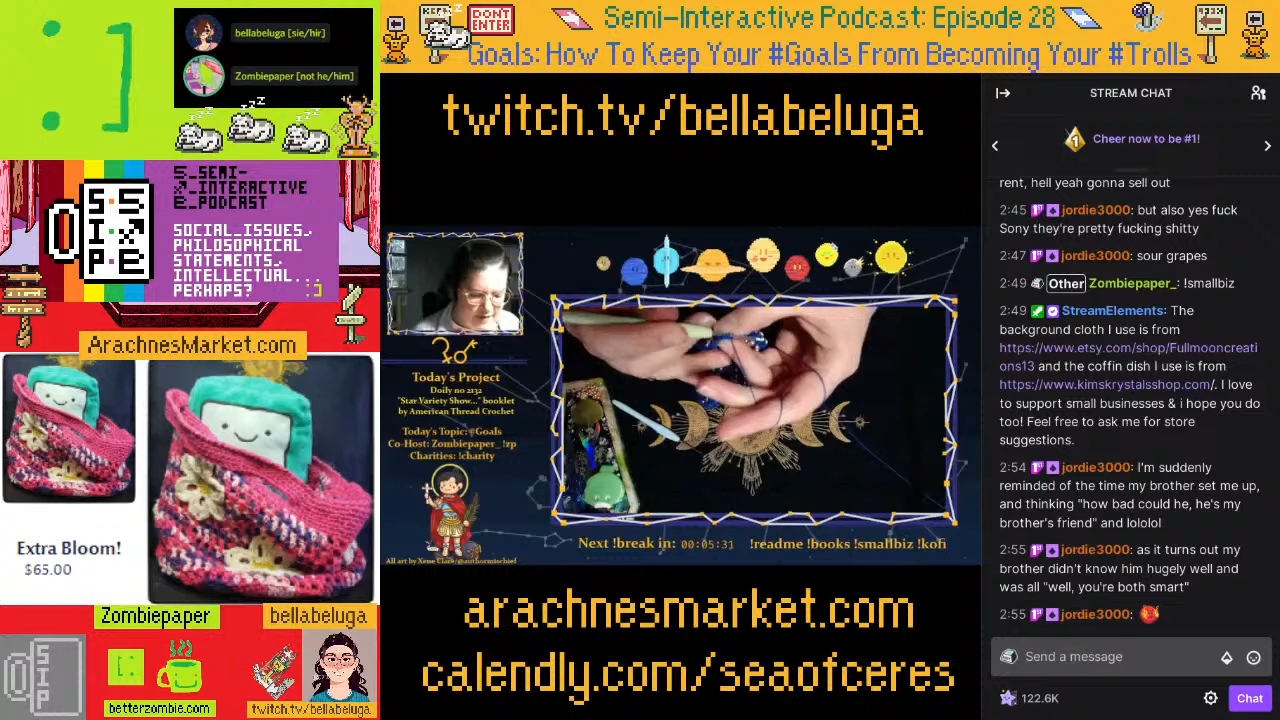 bellabeluga [sie/hir]
Zombiepaper [not he/him]
S_SEMI-
_INTERACTIVE
_PODCAST
SOCIAL_ISSUES,
PHILOSOPHICAL
STATEMENTS,
INTELLECTUAL...
PERHAPS? :]
ArachnesMarket.com
Extra Bloom!
$65.00
Zombiepaper
bellabeluga
SIP
betterzombie.com
twitch.tv/bellabeluga
DON'T
ENTER
Semi-Interactive Podcast: Episode 28
Goals: How To Keep Your #Goals From Becoming Your #Trolls
twitch.tv/bellabeluga
Today's Project
Doily no 2132
"Star Variety Show..." booklet
by American Thread Crochet
Today's Topic: #Goals
Co-Host: Zombiepaper_ !zp
Charities: !charity
All art by Xene Clark/@authormischief
Next !break in: 00:05:31 !readme !books !smallbiz !kofi
arachnesmarket.com
calendly.com/seaofceres
STREAM CHAT
Cheer now to be #1!
rent, hell yeah gonna sell out
2:45 jordie3000: but also yes fuck
Sony they're pretty fucking shitty
2:47 jordie3000: sour grapes
2:49 Other Zombiepaper_: !smallbiz
2:49 StreamElements: The
background cloth I use is from
https://www.etsy.com/shop/Fullmooncreati
ons13 and the coffin dish I use is from
https://www.kimskrystalsshop.com/. I love
to support small businesses & i hope you do
too! Feel free to ask me for store
suggestions.
2:54 jordie3000: I'm suddenly
reminded of the time my brother set me up,
and thinking "how bad could he, he's my
brother's friend" and lololol
2:55 jordie3000: as it turns out my
brother didn't know him hugely well and
was all "well, you're both smart"
2:55 jordie3000:
Send a message
122.6K
Chat